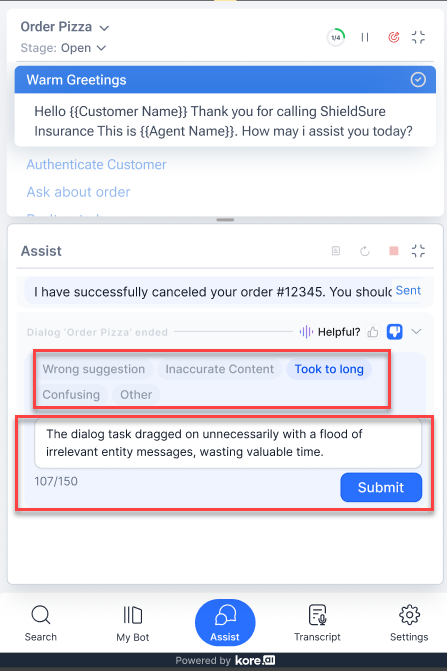 Order Pizza
Stage: Open
1/4
Warm Greetings
Hello {{Customer Name}} Thank you for calling ShieldSure
Insurance This is {{Agent Name}}. How may i assist you today?
Authenticate Customer
Ask about order
Assist
I have successfully canceled your order #12345. You should Sent
Dialog 'Order Pizza' ended Helpful?
Wrong suggestion Inaccurate Content Took to long
Confusing Other
The dialog task dragged on unnecessarily with a flood of
irrelevant entity messages, wasting valuable time.
107/150
Submit
Search My Bot Assist Transcript Settings
Powered by kore.ai